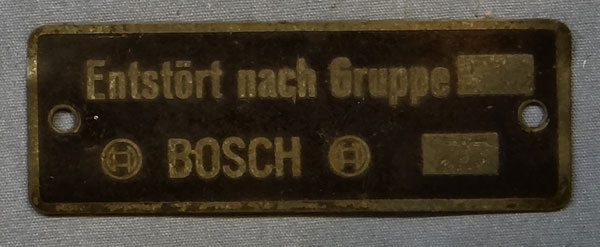 Entstört nach Gruppe
BOSCH